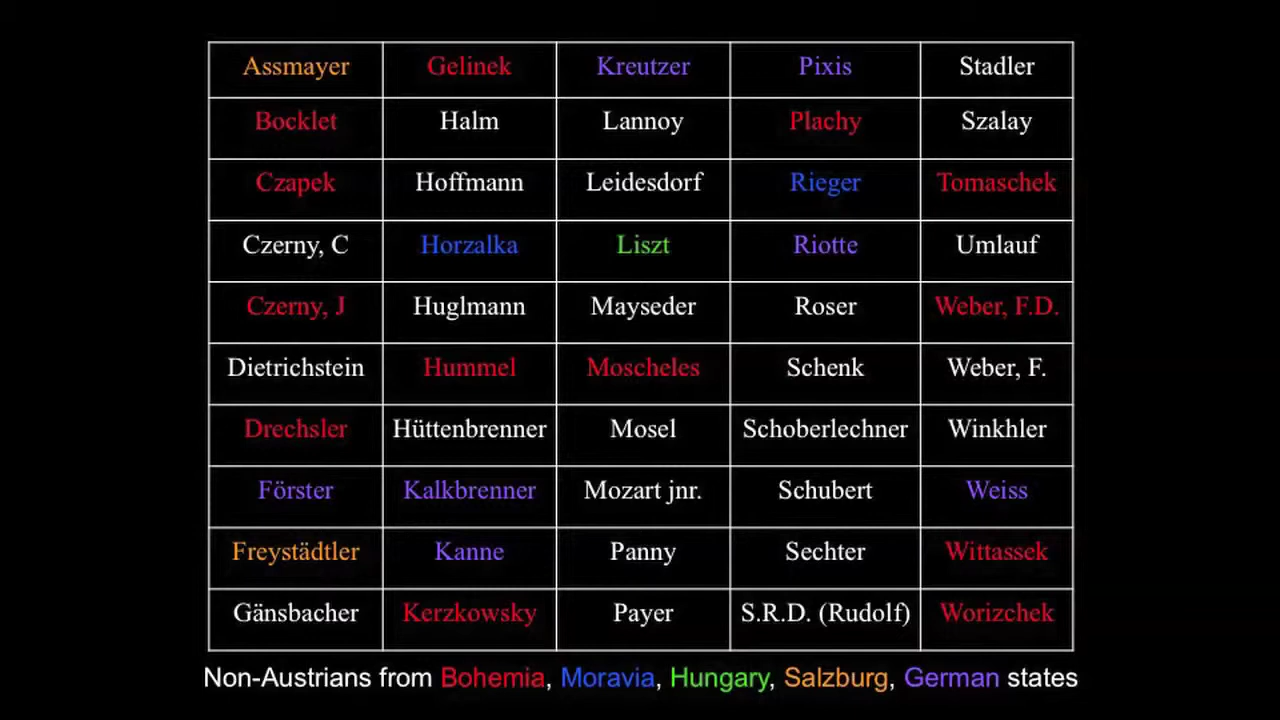 Assmayer Gelinek Kreutzer Pixis Stadler
Bocklet Halm Lannoy Plachy Szalay
Czapek Hoffmann Leidesdorf Rieger Tomaschek
Czerny, C Horzalka Liszt Riotte Umlauf
Czerny, J Huglmann Mayseder Roser Weber, F.D.
Dietrichstein Hummel Moscheles Schenk Weber, F.
Drechsler Hüttenbrenner Mosel Schoberlechner Winkhler
Förster Kalkbrenner Mozart jnr. Schubert Weiss
Freystädtler Kanne Panny Sechter Wittassek
Gänsbacher Kerzkowsky Payer S.R.D. (Rudolf) Worizchek
Non-Austrians from Bohemia, Moravia, Hungary, Salzburg, German states